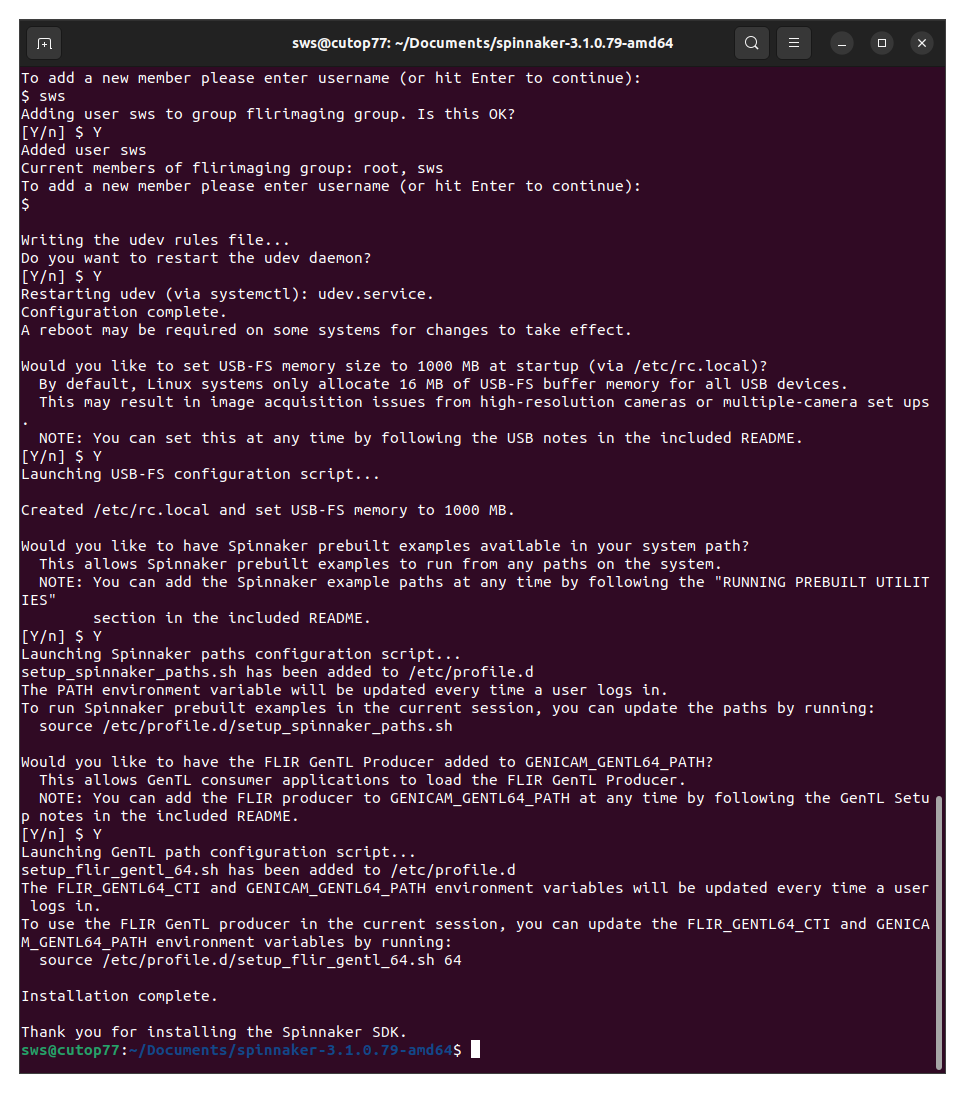 sws@cutop77: ~/Documents/spinnaker-3.1.0.79-amd64
To add a new member please enter username (or hit Enter to continue):
$ sws
Adding user sws to group flirimaging group. Is this OK?
[Y/n] $ Y
Added user sws
Current members of flirimaging group: root, sws
To add a new member please enter username (or hit Enter to continue):
$
Writing the udev rules file...
Do you want to restart the udev daemon?
[Y/n] $ Y
Restarting udev (via systemctl): udev.service.
Configuration complete.
A reboot may be required on some systems for changes to take effect.
Would you like to set USB-FS memory size to 1000 MB at startup (via /etc/rc.local)?
  By default, Linux systems only allocate 16 MB of USB-FS buffer memory for all USB devices.
  This may result in image acquisition issues from high-resolution cameras or multiple-camera set ups
.
  NOTE: You can set this at any time by following the USB notes in the included README.
[Y/n] $ Y
Launching USB-FS configuration script...
Created /etc/rc.local and set USB-FS memory to 1000 MB.
Would you like to have Spinnaker prebuilt examples available in your system path?
  This allows Spinnaker prebuilt examples to run from any paths on the system.
  NOTE: You can add the Spinnaker example paths at any time by following the "RUNNING PREBUILT UTILIT
IES"
        section in the included README.
[Y/n] $ Y
Launching Spinnaker paths configuration script...
setup_spinnaker_paths.sh has been added to /etc/profile.d
The PATH environment variable will be updated every time a user logs in.
To run Spinnaker prebuilt examples in the current session, you can update the paths by running:
  source /etc/profile.d/setup_spinnaker_paths.sh
Would you like to have the FLIR GenTL Producer added to GENICAM_GENTL64_PATH?
  This allows GenTL consumer applications to load the FLIR GenTL Producer.
  NOTE: You can add the FLIR producer to GENICAM_GENTL64_PATH at any time by following the GenTL Setu
p notes in the included README.
[Y/n] $ Y
Launching GenTL path configuration script...
setup_flir_gentl_64.sh has been added to /etc/profile.d
The FLIR_GENTL64_CTI and GENICAM_GENTL64_PATH environment variables will be updated every time a user
 logs in.
To use the FLIR GenTL producer in the current session, you can update the FLIR_GENTL64_CTI and GENICA
M_GENTL64_PATH environment variables by running:
  source /etc/profile.d/setup_flir_gentl_64.sh 64
Installation complete.
Thank you for installing the Spinnaker SDK.
sws@cutop77:~/Documents/spinnaker-3.1.0.79-amd64$